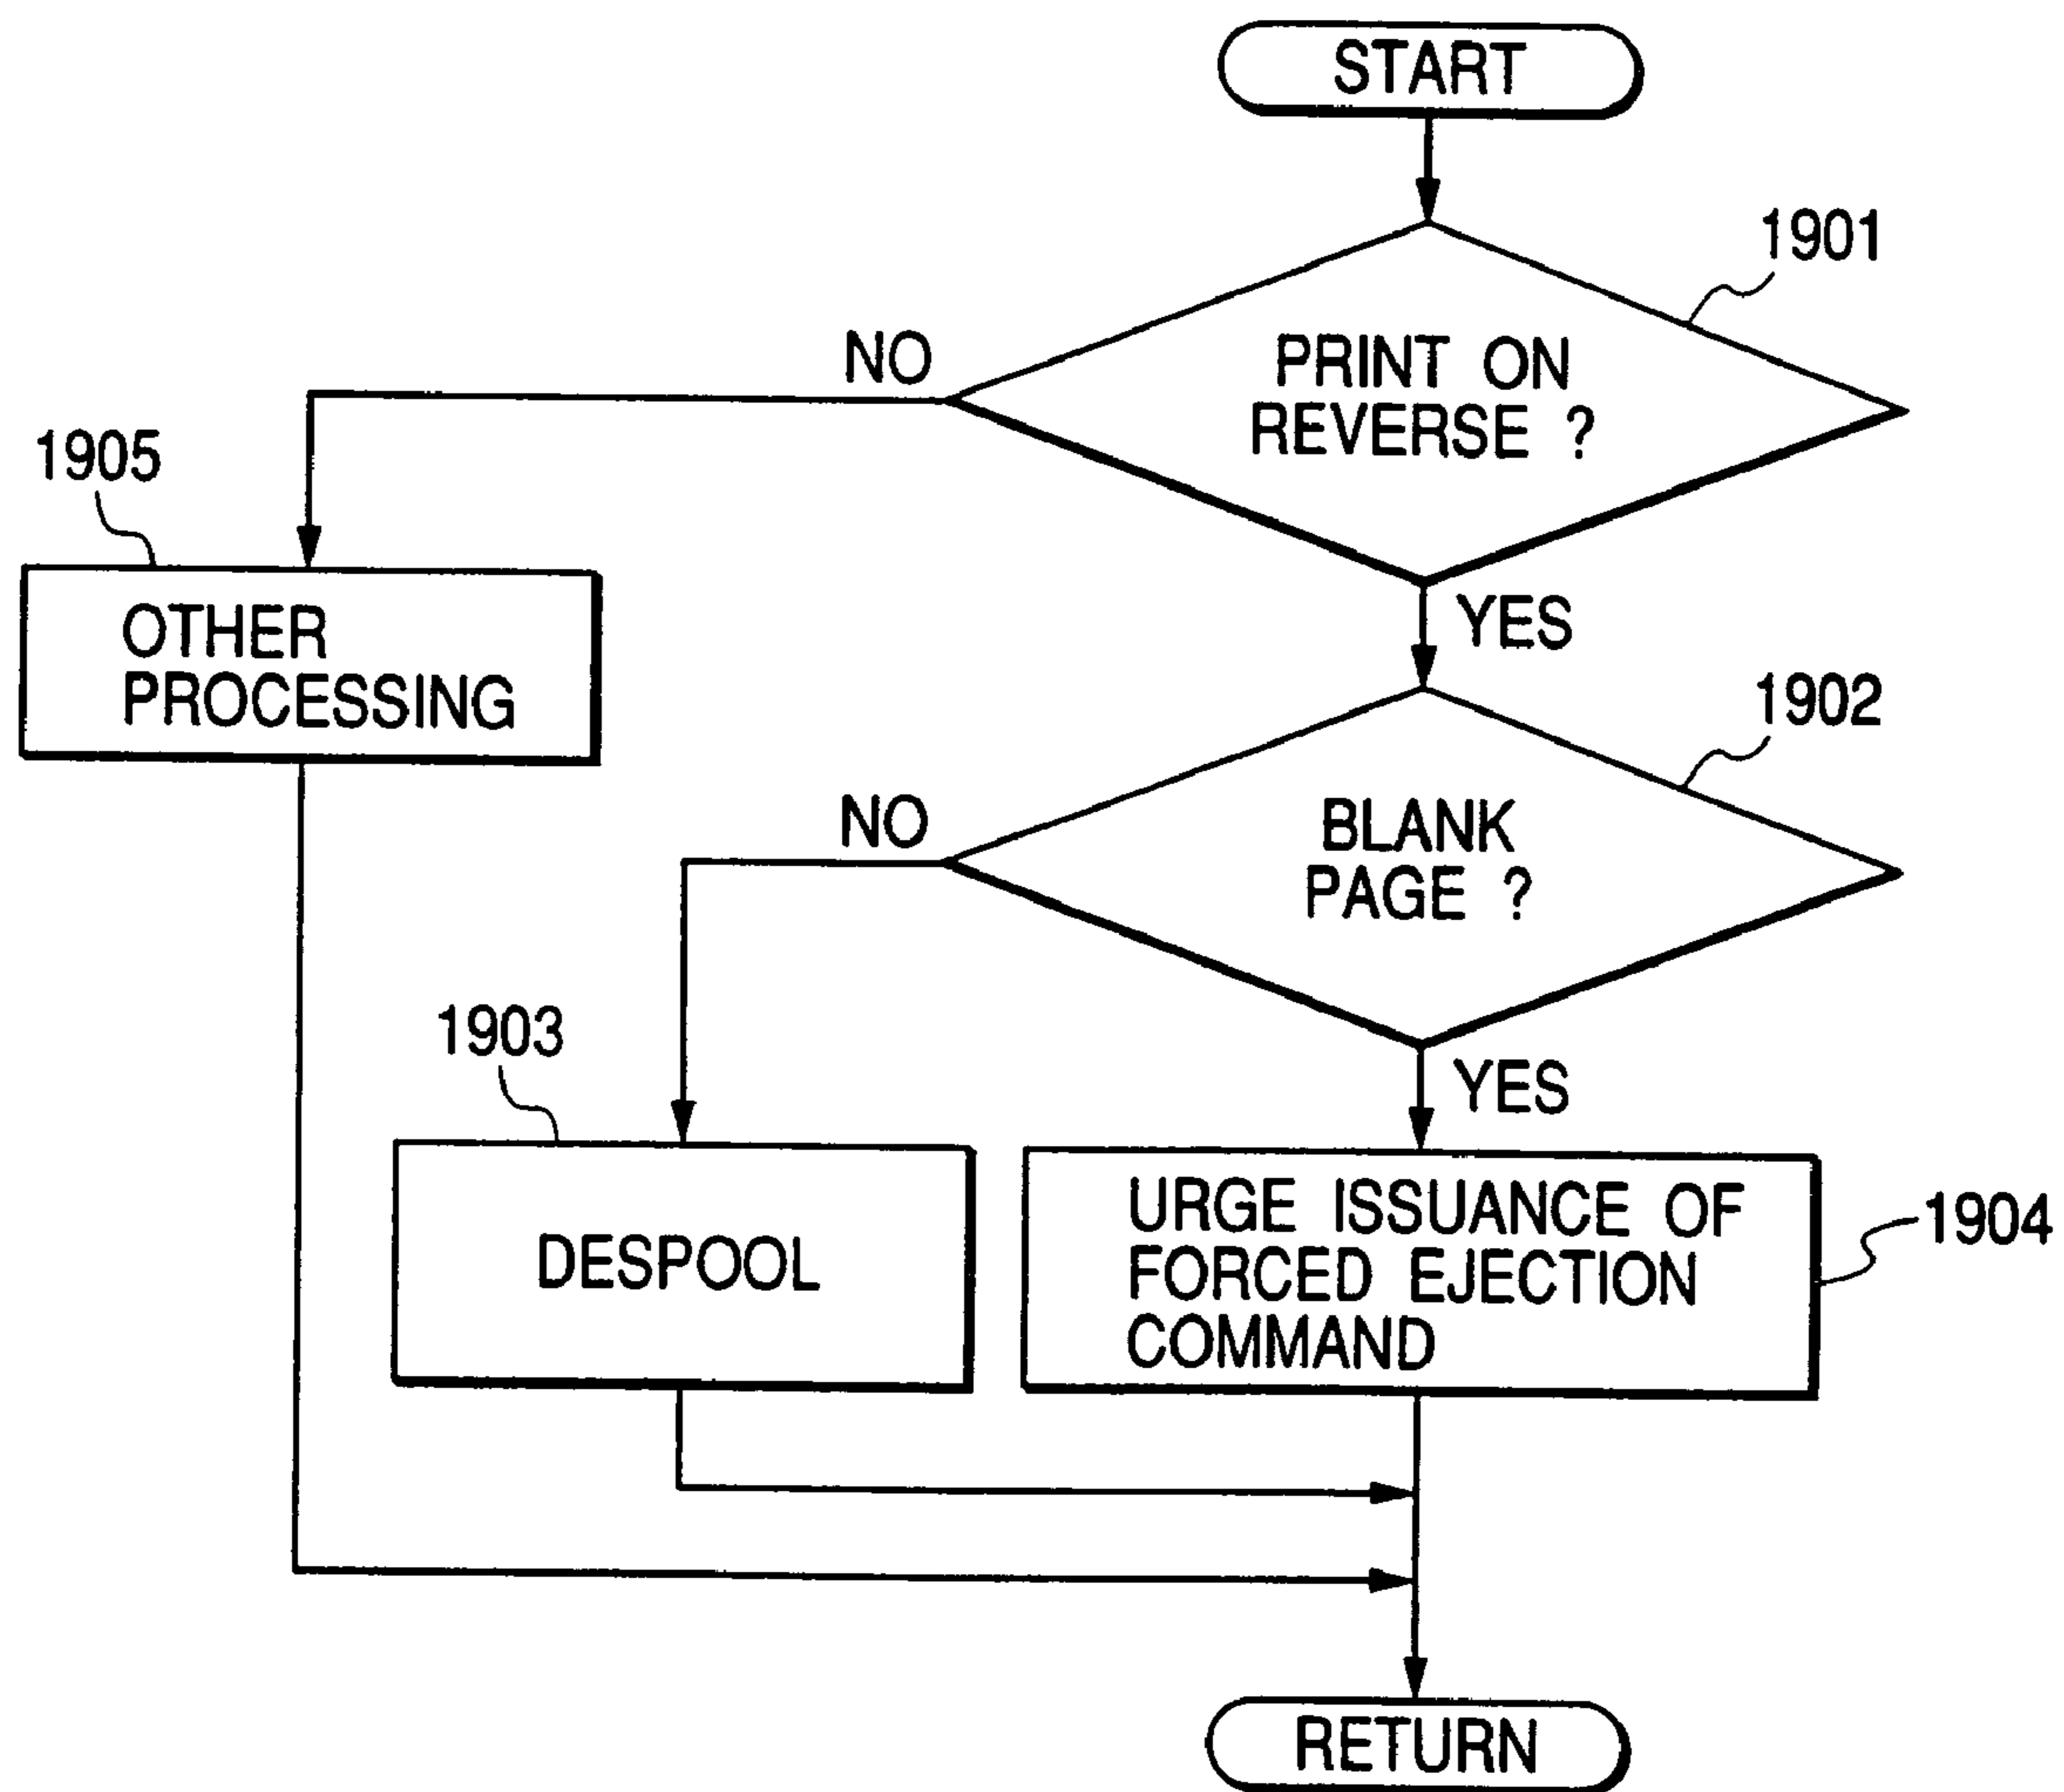 START
1901
NO
PRINT ON
REVERSE ?
1905
YES
OTHER
PROCESSING
1902
NO
BLANK
PAGE ?
1903
YES
DESPOOL
URGE ISSUANCE OF
FORCED EJECTION
COMMAND
1904
RETURN